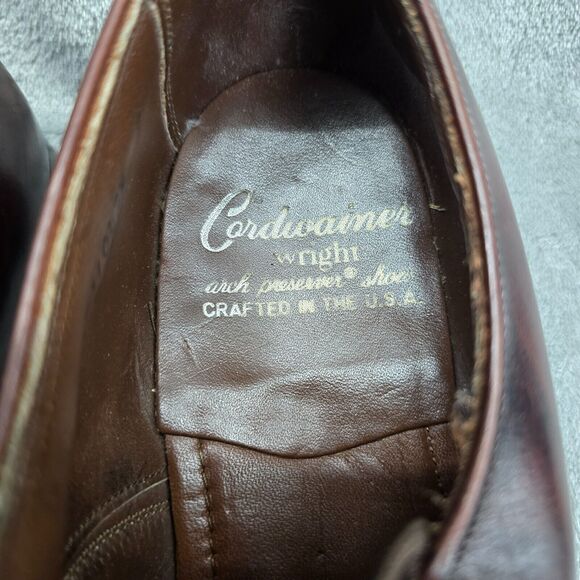 Cordwainer
wright
arch preserver® shoe
CRAFTED IN THE U.S.A.